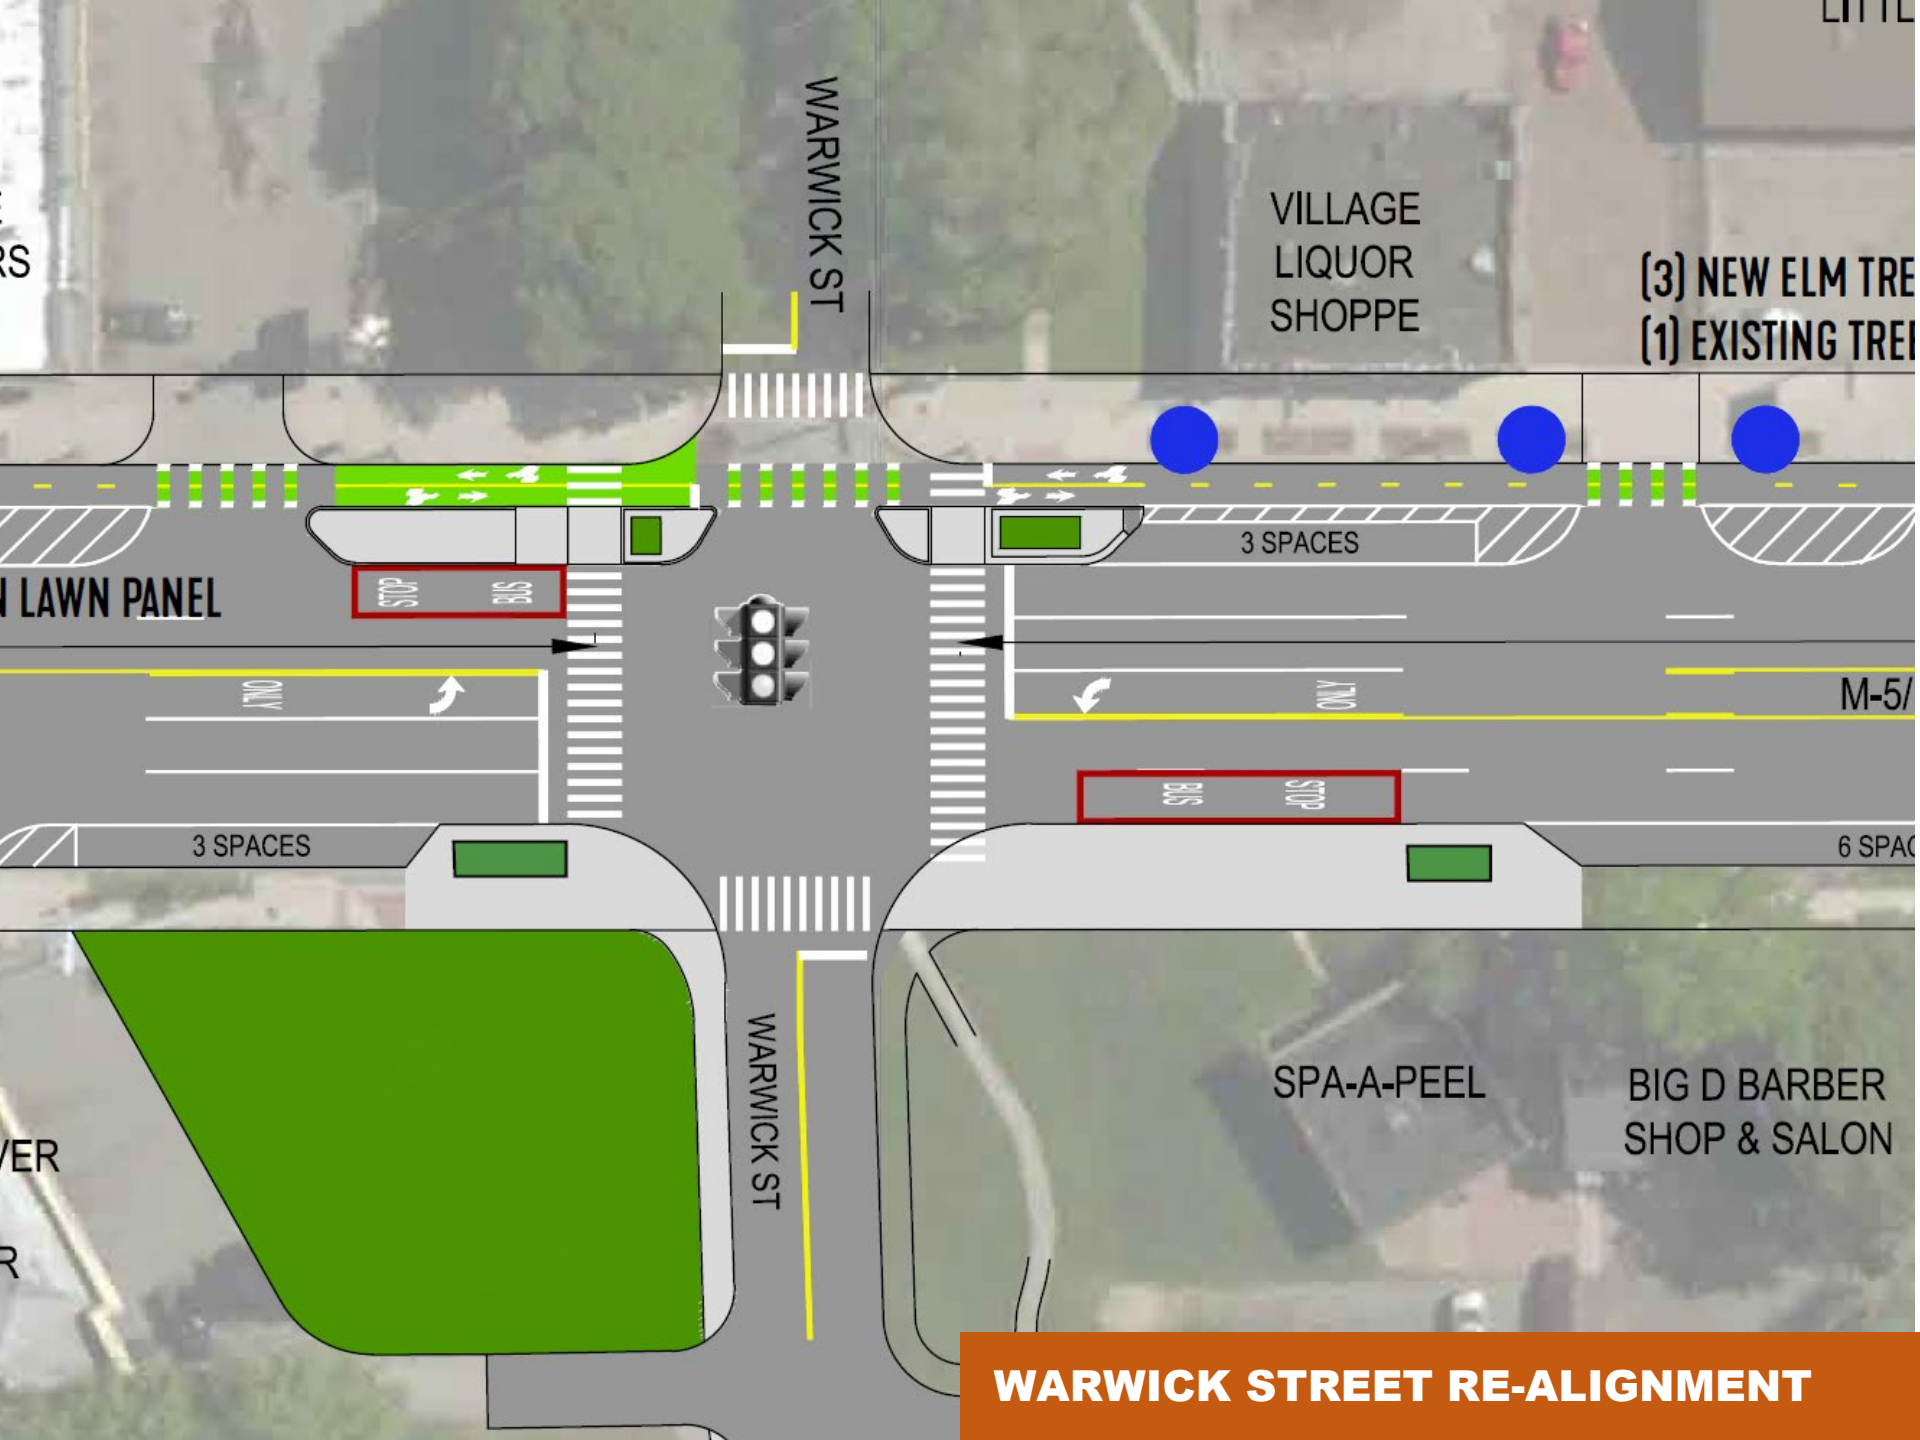 WARWICK ST
VILLAGE
LIQUOR
SHOPPE
RS
(3) NEW ELM TRE
(1) EXISTING TREE
3 SPACES
LAWN PANEL
STOP
BUS
ONLY
ONLY
M-5/
BUS
STOP
3 SPACES
6 SPAC
WARWICK ST
SPA-A-PEEL
BIG D BARBER
SHOP & SALON
VER
R
WARWICK STREET RE-ALIGNMENT